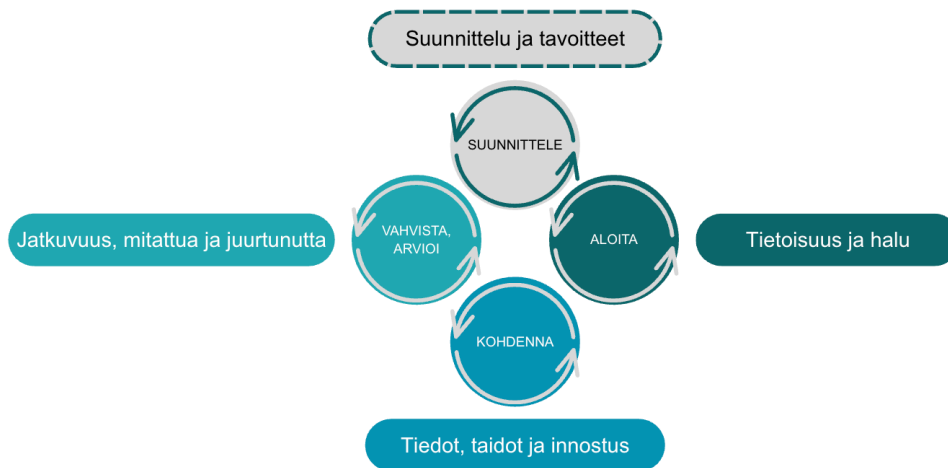 Suunnittelu ja tavoitteet
SUUNNITTELE
Jatkuvuus, mitattua ja juurtunutta
VAHVISTA,
ARVIOI
ALOITA
Tietoisuus ja halu
KOHDENNA
Tiedot, taidot ja innostus